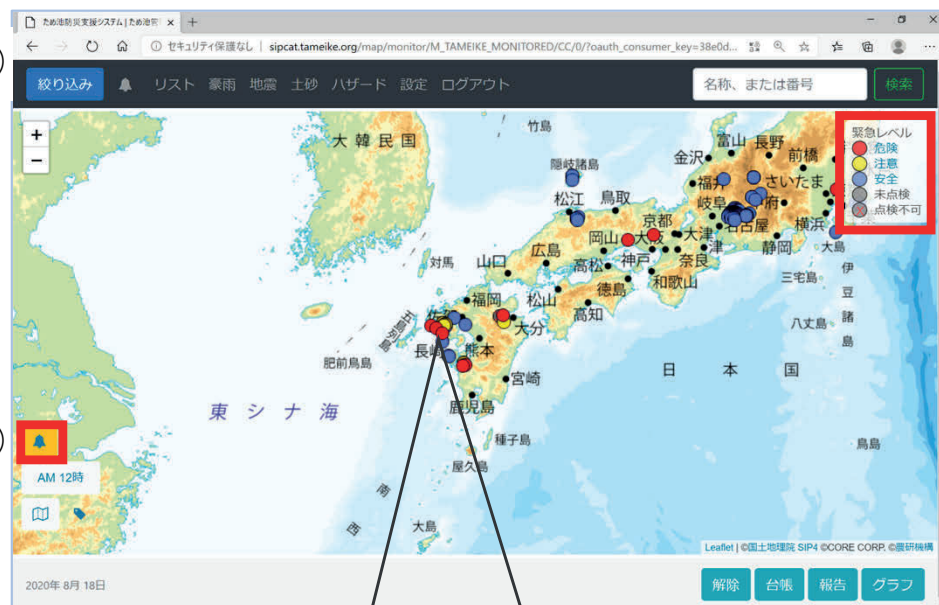 ため池防災支援システム | ため池管
セキュリティ保護なし | sipcat.tameike.org/map/monitor/M_TAMEIKE_MONITORED/CC/0/?oauth_consumer_key=38e0d...
絞り込み リスト 豪雨 地震 土砂 ハザード 設定 ログアウト 名称、または番号 検索
+
−
緊急レベル
危険
注意
安全
未点検
点検不可
大韓民国
竹島
隠岐諸島
富山 長野 前橋
金沢
福井 さいたま
松江 鳥取 岐阜 甲府
京都 名古屋 横浜
岡山 大阪 大津 津 静岡 大島
広島
山口 高松 神戸 奈良
対馬 徳島 和歌山 三宅島
伊豆諸島
福岡 松山
高知 八丈島
五島列島 佐賀 大分
長崎 熊本
肥前鳥島
宮崎
日本国
東シナ海
鹿児島
種子島 鳥島
屋久島
AM 12時
南西
大島
Leaflet | ©国土地理院 SIP4 ©CORE CORP. ©農研機構
2020年 8月 18日 解除 台帳 報告 グラフ